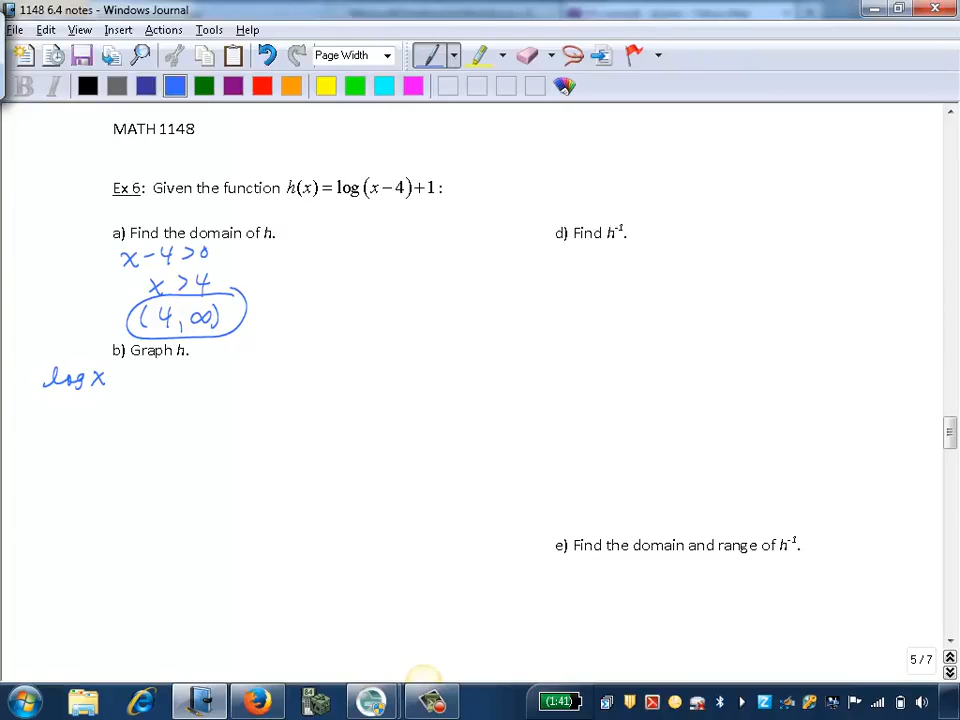 1148 6.4 notes - Windows Journal
File Edit View Insert Actions Tools Help
Page Width
B I
MATH 1148
Ex 6: Given the function h(x) = log(x − 4) + 1 :
a) Find the domain of h.
x - 4 > 0
x > 4
(4, ∞)
b) Graph h.
log x
d) Find h⁻¹.
e) Find the domain and range of h⁻¹.
5 / 7
(1:41)